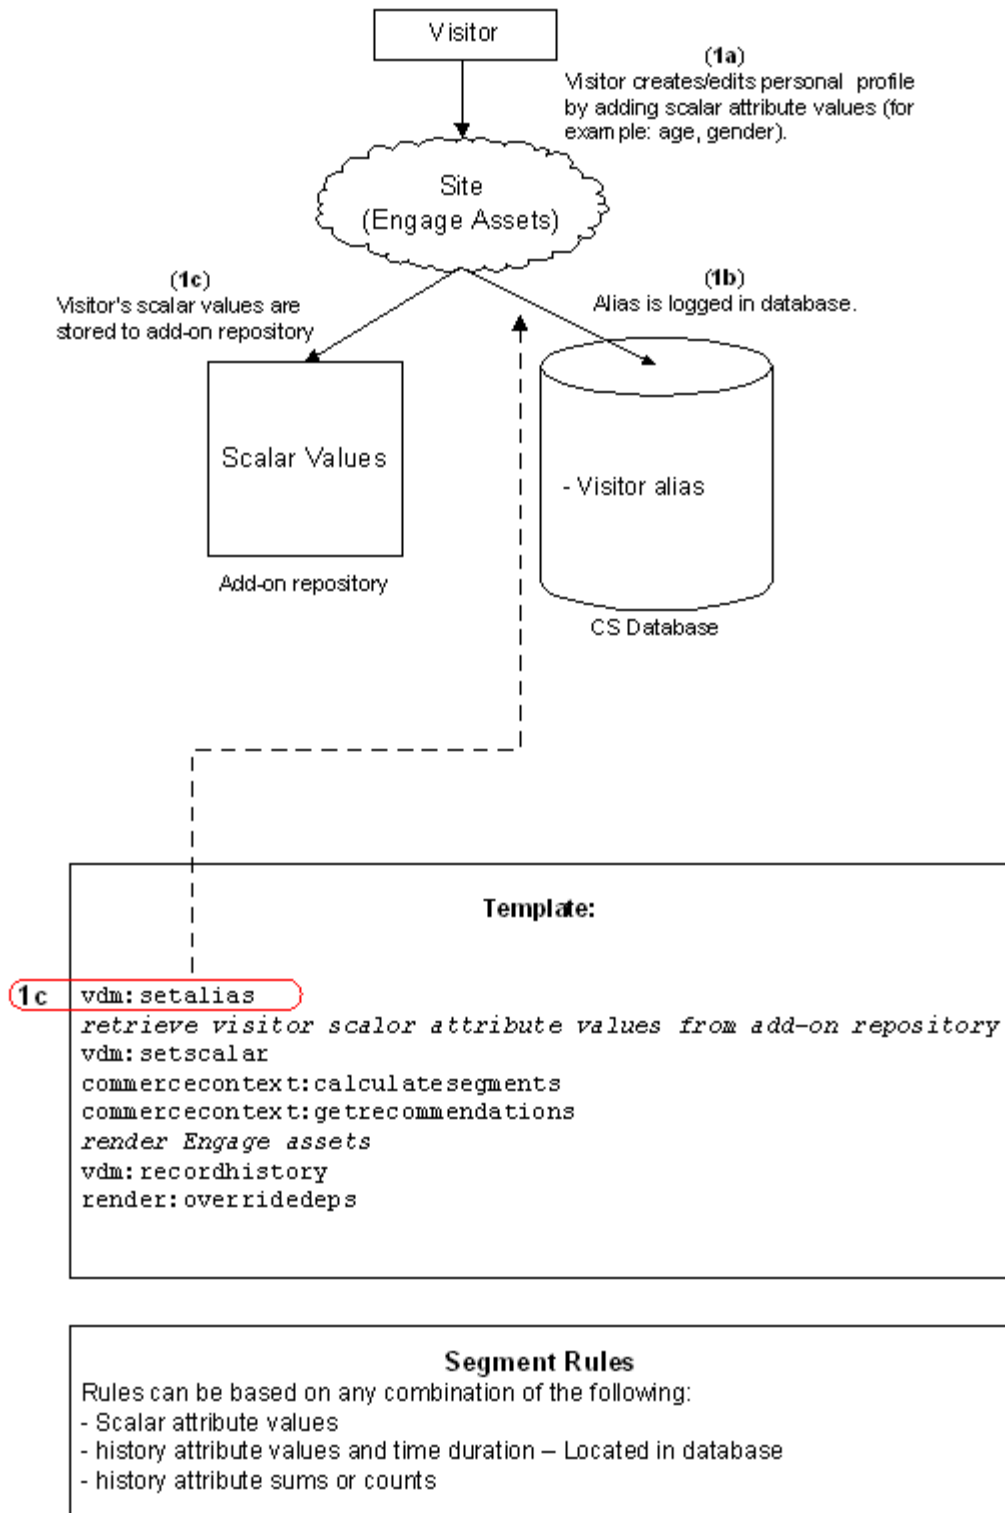 Visitor
(1a)
Visitor creates/edits personal profile
by adding scalar attribute values (for
example: age, gender).
Site
(Engage Assets)
(1c)
Visitor's scalar values are
stored to add-on repository
(1b)
Alias is logged in database.
Scalar Values
- Visitor alias
Add-on repository
CS Database
Template:
1c
vdm:setalias
retrieve visitor scalor attribute values from add-on repository
vdm:setscalar
commercecontext:calculatesegments
commercecontext:getrecommendations
render Engage assets
vdm:recordhistory
render:overridedeps
Segment Rules
Rules can be based on any combination of the following:
- Scalar attribute values
- history attribute values and time duration – Located in database
- history attribute sums or counts